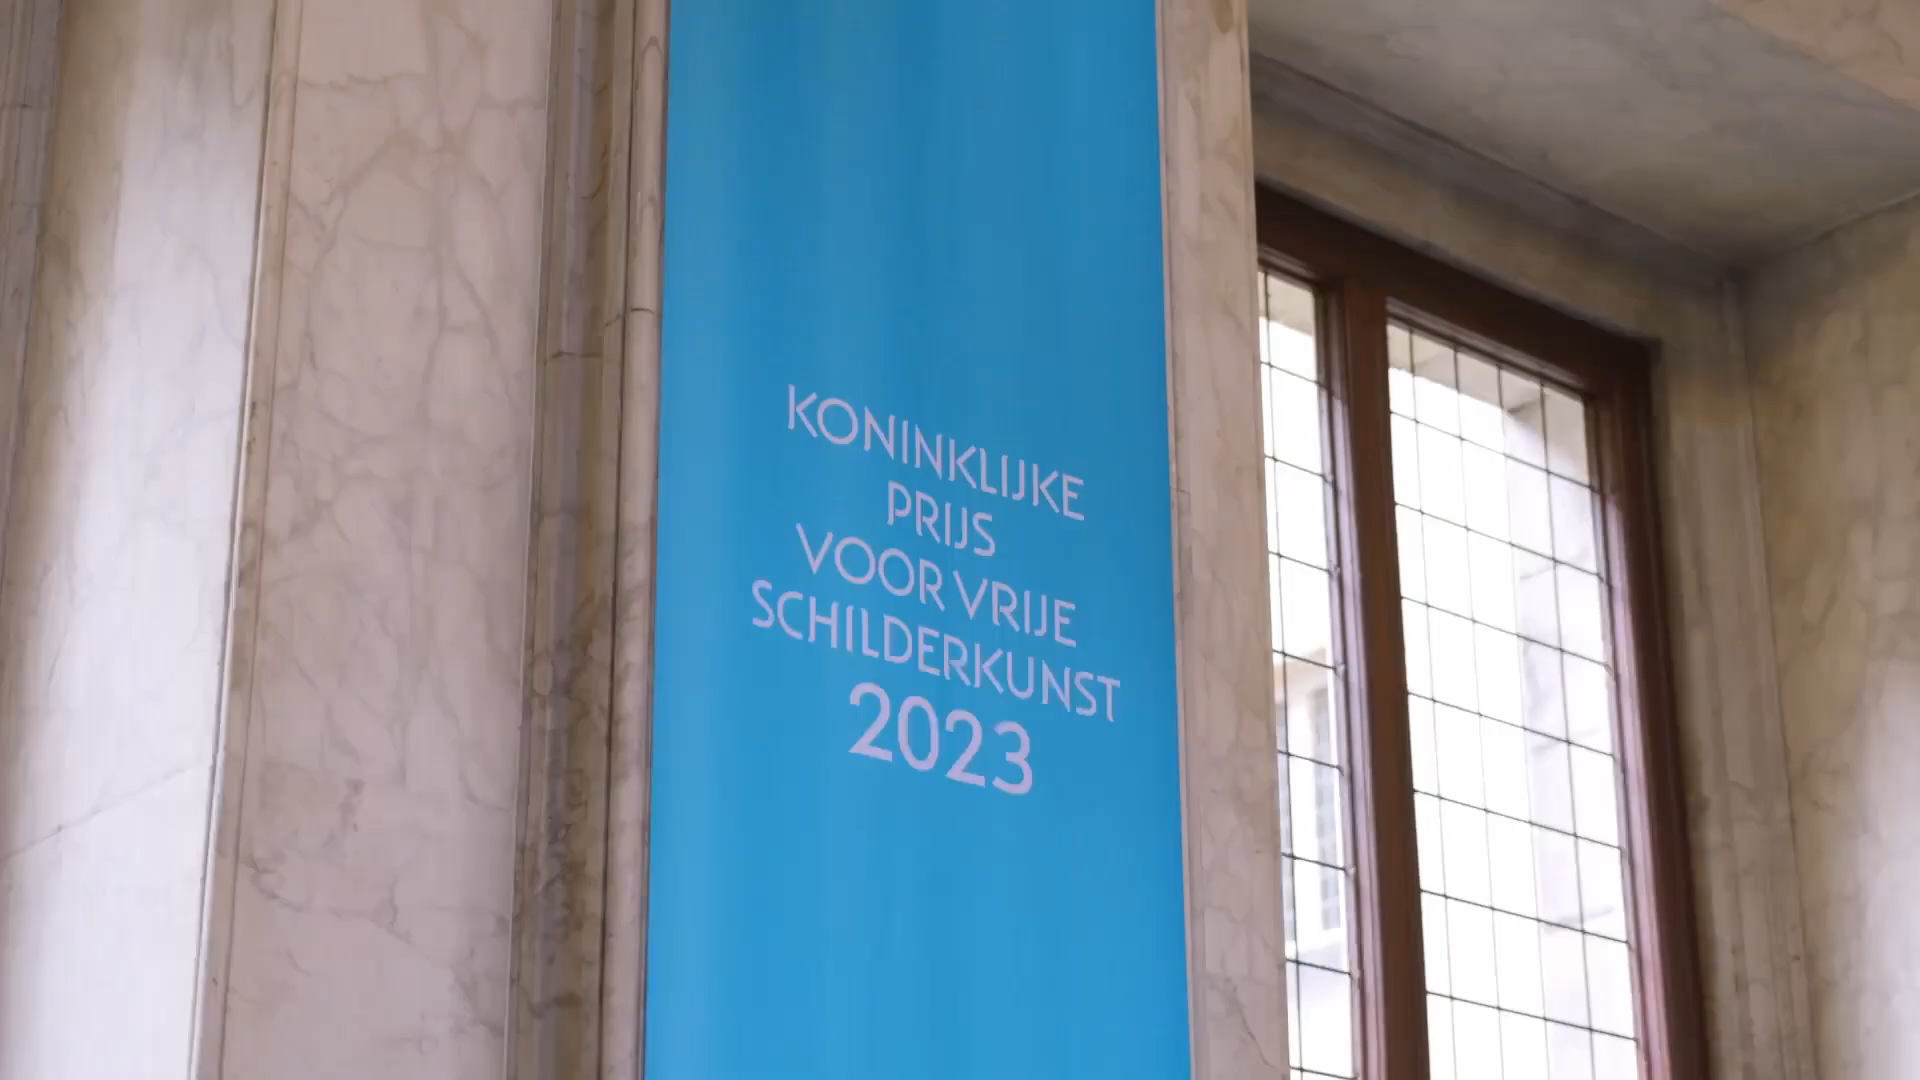 KONINKLIJKE
PRIJS
VOOR VRIJE
SCHILDERKUNST
2023